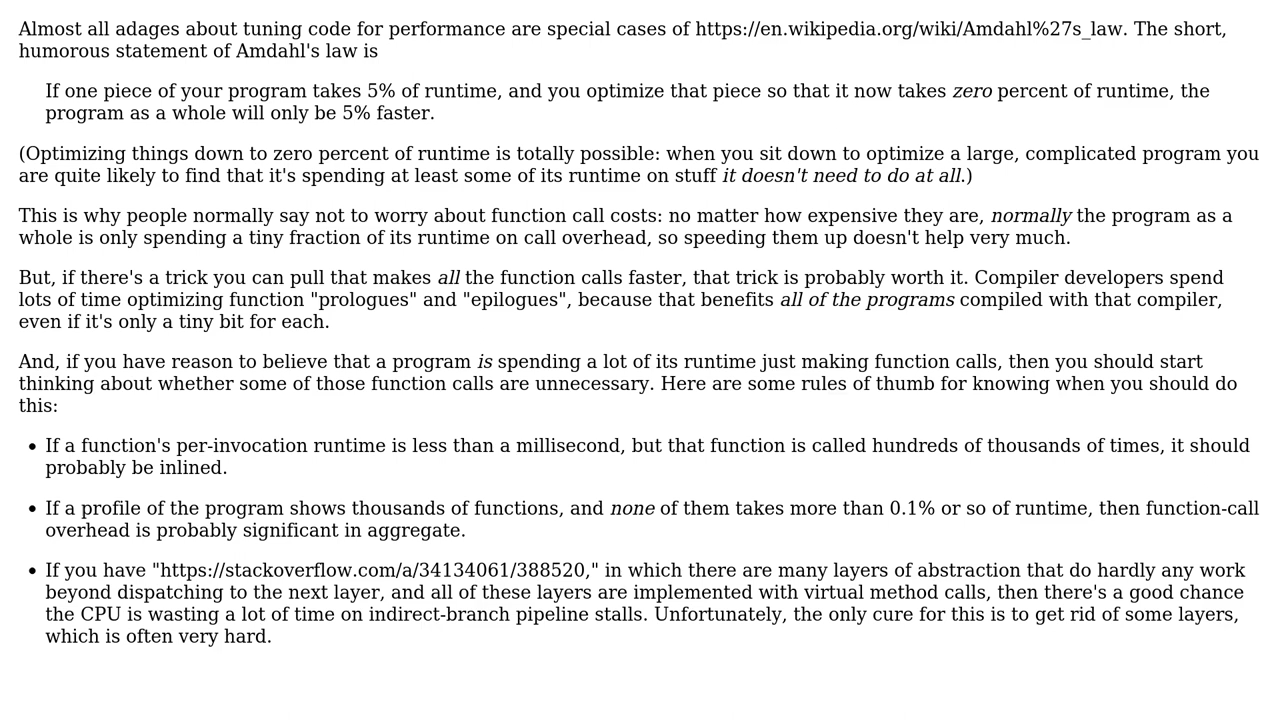 Almost all adages about tuning code for performance are special cases of https://en.wikipedia.org/wiki/Amdahl%27s_law. The short,
humorous statement of Amdahl's law is
If one piece of your program takes 5% of runtime, and you optimize that piece so that it now takes zero percent of runtime, the
program as a whole will only be 5% faster.
(Optimizing things down to zero percent of runtime is totally possible: when you sit down to optimize a large, complicated program you
are quite likely to find that it's spending at least some of its runtime on stuff it doesn't need to do at all.)
This is why people normally say not to worry about function call costs: no matter how expensive they are, normally the program as a
whole is only spending a tiny fraction of its runtime on call overhead, so speeding them up doesn't help very much.
But, if there's a trick you can pull that makes all the function calls faster, that trick is probably worth it. Compiler developers spend
lots of time optimizing function "prologues" and "epilogues", because that benefits all of the programs compiled with that compiler,
even if it's only a tiny bit for each.
And, if you have reason to believe that a program is spending a lot of its runtime just making function calls, then you should start
thinking about whether some of those function calls are unnecessary. Here are some rules of thumb for knowing when you should do
this:
• If a function's per-invocation runtime is less than a millisecond, but that function is called hundreds of thousands of times, it should
probably be inlined.
• If a profile of the program shows thousands of functions, and none of them takes more than 0.1% or so of runtime, then function-call
overhead is probably significant in aggregate.
• If you have "https://stackoverflow.com/a/34134061/388520," in which there are many layers of abstraction that do hardly any work
beyond dispatching to the next layer, and all of these layers are implemented with virtual method calls, then there's a good chance
the CPU is wasting a lot of time on indirect-branch pipeline stalls. Unfortunately, the only cure for this is to get rid of some layers,
which is often very hard.